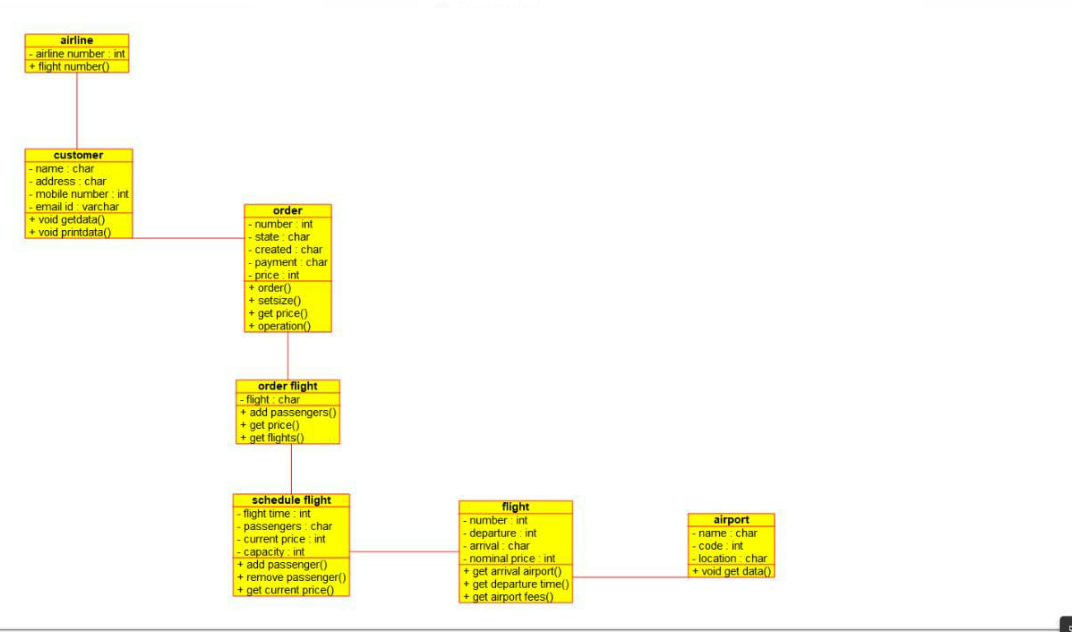 airline
- airline number : int
+ flight number()
customer
- name : char
- address : char
- mobile number : int
- email id : varchar
+ void getdata()
+ void printdata()
order
- number : int
- state : char
- created : char
- payment : char
- price : int
+ order()
+ setsize()
+ get price()
+ operation()
order flight
- flight : char
+ add passengers()
+ get price()
+ get flights()
schedule flight
- flight time : int
- passengers : char
- current price : int
- capacity : int
+ add passenger()
+ remove passenger()
+ get current price()
flight
- number : int
- departure : int
- arrival : char
- nominal price : int
+ get arrival airport()
+ get departure time()
+ get airport fees()
airport
- name : char
- code : int
- location : char
+ void get data()